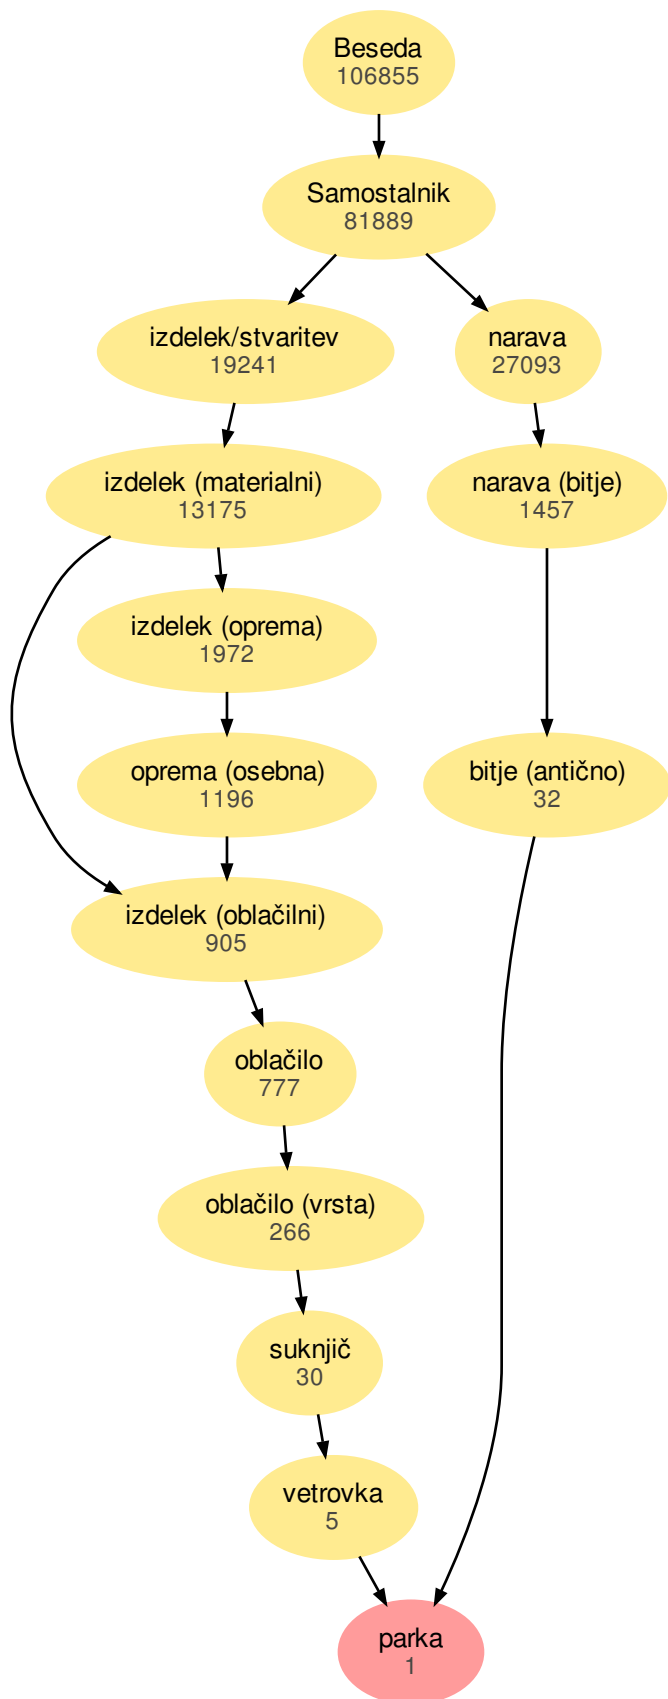 Beseda
106855
Samostalnik
81889
izdelek/stvaritev
19241
narava
27093
izdelek (materialni)
13175
narava (bitje)
1457
izdelek (oprema)
1972
oprema (osebna)
1196
bitje (antično)
32
izdelek (oblačilni)
905
oblačilo
777
oblačilo (vrsta)
266
suknjič
30
vetrovka
5
parka
1